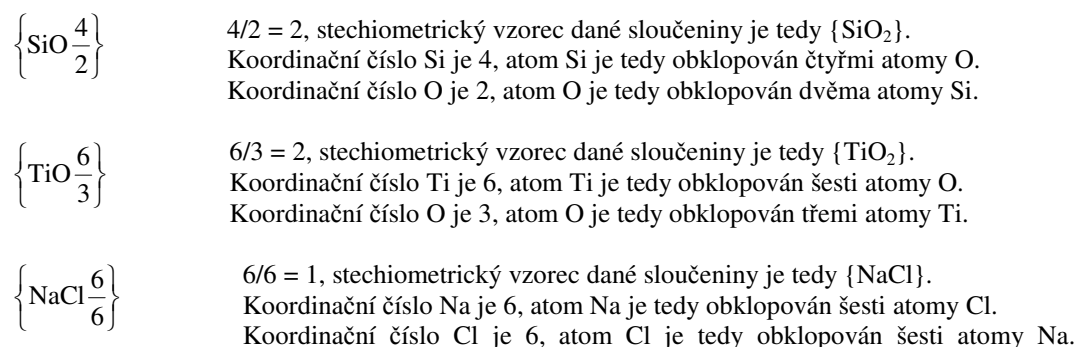 {SiO 4/2} 4/2 = 2, stechiometrický vzorec dané sloučeniny je tedy {SiO₂}.
Koordinační číslo Si je 4, atom Si je tedy obklopován čtyřmi atomy O.
Koordinační číslo O je 2, atom O je tedy obklopován dvěma atomy Si.
{TiO 6/3} 6/3 = 2, stechiometrický vzorec dané sloučeniny je tedy {TiO₂}.
Koordinační číslo Ti je 6, atom Ti je tedy obklopován šesti atomy O.
Koordinační číslo O je 3, atom O je tedy obklopován třemi atomy Ti.
{NaCl 6/6} 6/6 = 1, stechiometrický vzorec dané sloučeniny je tedy {NaCl}.
Koordinační číslo Na je 6, atom Na je tedy obklopován šesti atomy Cl.
Koordinační číslo Cl je 6, atom Cl je tedy obklopován šesti atomy Na.